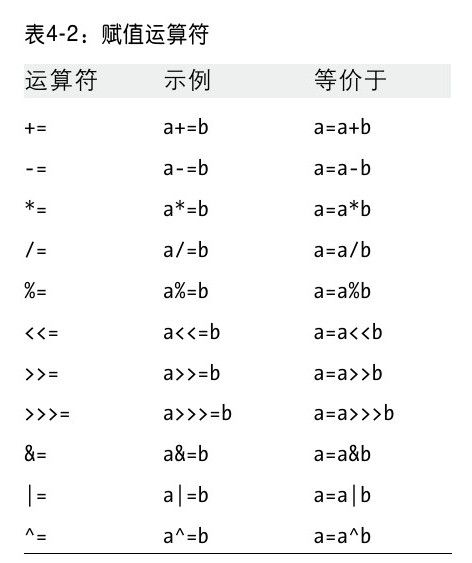 表4-2：赋值运算符
运算符 示例 等价于
+= a+=b a=a+b
-= a-=b a=a-b
*= a*=b a=a*b
/= a/=b a=a/b
%= a%=b a=a%b
<<= a<<=b a=a<<b
>>= a>>=b a=a>>b
>>>= a>>>=b a=a>>>b
&= a&=b a=a&b
|= a|=b a=a|b
^= a^=b a=a^b